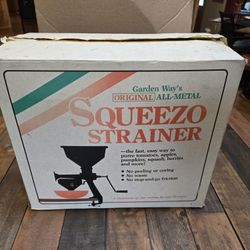 Garden Way's
ORIGINAL ALL-METAL
SQUEEZO
STRAINER
—the fast, easy way to
puree tomatoes, apples,
pumpkins, squash, berries
and more!
• No peeling or coring
• No waste
• No stop-and-go friction